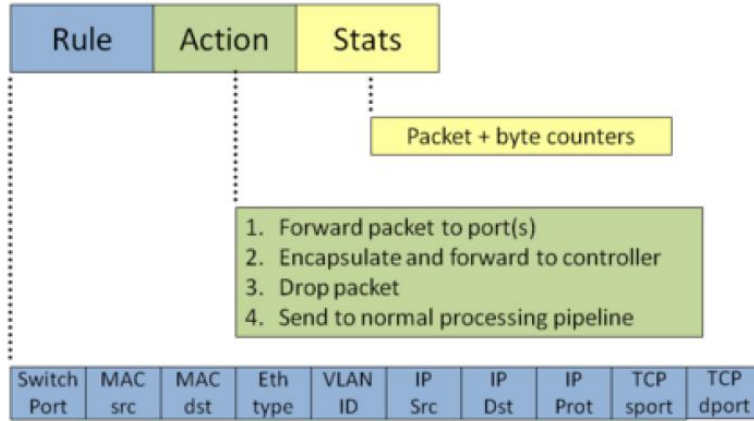 Rule Action Stats
Packet + byte counters
1. Forward packet to port(s)
2. Encapsulate and forward to controller
3. Drop packet
4. Send to normal processing pipeline
Switch MAC MAC Eth VLAN IP IP IP TCP TCP
Port src dst type ID Src Dst Prot sport dport